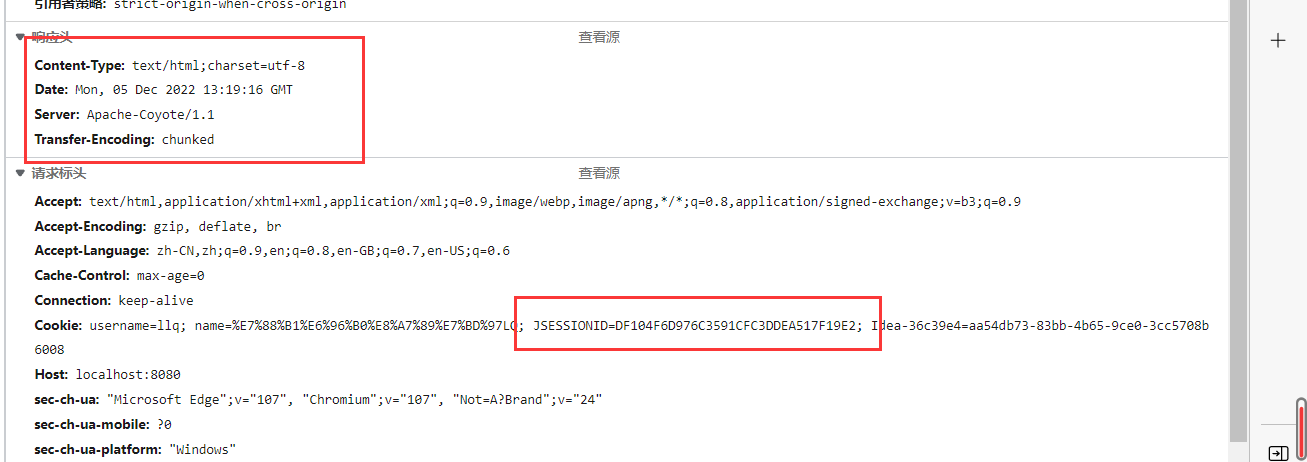 引用者策略: strict-origin-when-cross-origin
响应头 查看源
Content-Type: text/html;charset=utf-8
Date: Mon, 05 Dec 2022 13:19:16 GMT
Server: Apache-Coyote/1.1
Transfer-Encoding: chunked
请求标头 查看源
Accept: text/html,application/xhtml+xml,application/xml;q=0.9,image/webp,image/apng,*/*;q=0.8,application/signed-exchange;v=b3;q=0.9
Accept-Encoding: gzip, deflate, br
Accept-Language: zh-CN,zh;q=0.9,en;q=0.8,en-GB;q=0.7,en-US;q=0.6
Cache-Control: max-age=0
Connection: keep-alive
Cookie: username=llq; name=%E7%88%B1%E6%96%B0%E8%A7%89%E7%BD%97LQ; JSESSIONID=DF104F6D976C3591CFC3DDEA517F19E2; Idea-36c39e4=aa54db73-83bb-4b65-9ce0-3cc5708b
6008
Host: localhost:8080
sec-ch-ua: "Microsoft Edge";v="107", "Chromium";v="107", "Not=A?Brand";v="24"
sec-ch-ua-mobile: ?0
sec-ch-ua-platform: "Windows"